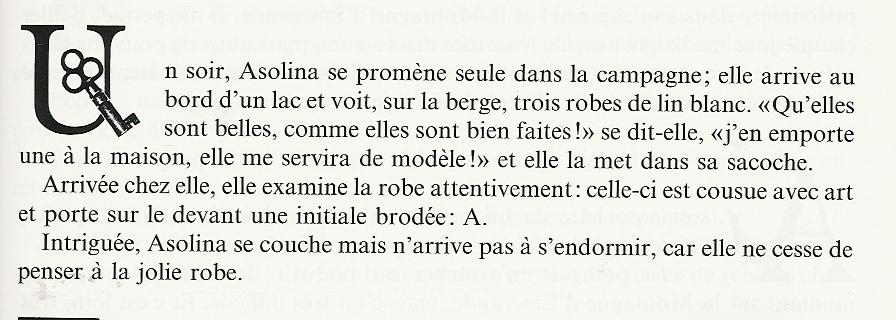 Un soir, Asolina se promène seule dans la campagne; elle arrive au
bord d'un lac et voit, sur la berge, trois robes de lin blanc. «Qu'elles
sont belles, comme elles sont bien faites!» se dit-elle, «j'en emporte
une à la maison, elle me servira de modèle!» et elle la met dans sa sacoche.
Arrivée chez elle, elle examine la robe attentivement: celle-ci est cousue avec art
et porte sur le devant une initiale brodée: A.
Intriguée, Asolina se couche mais n'arrive pas à s'endormir, car elle ne cesse de
penser à la jolie robe.